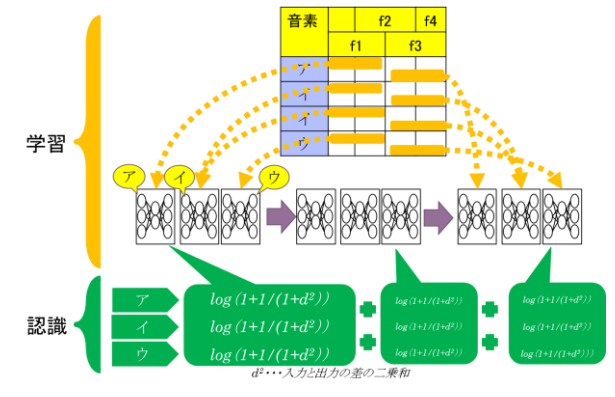 音素 f2 f4
f1 f3
ア
イ
イ
ウ
学習
ア イ ウ
認識
ア log(1+1/(1+d²)) log(1+1/(1+d²)) log(1+1/(1+d²))
イ log(1+1/(1+d²)) log(1+1/(1+d²)) log(1+1/(1+d²))
ウ log(1+1/(1+d²)) log(1+1/(1+d²)) log(1+1/(1+d²))
d²・・・入力と出力の差の二乗和